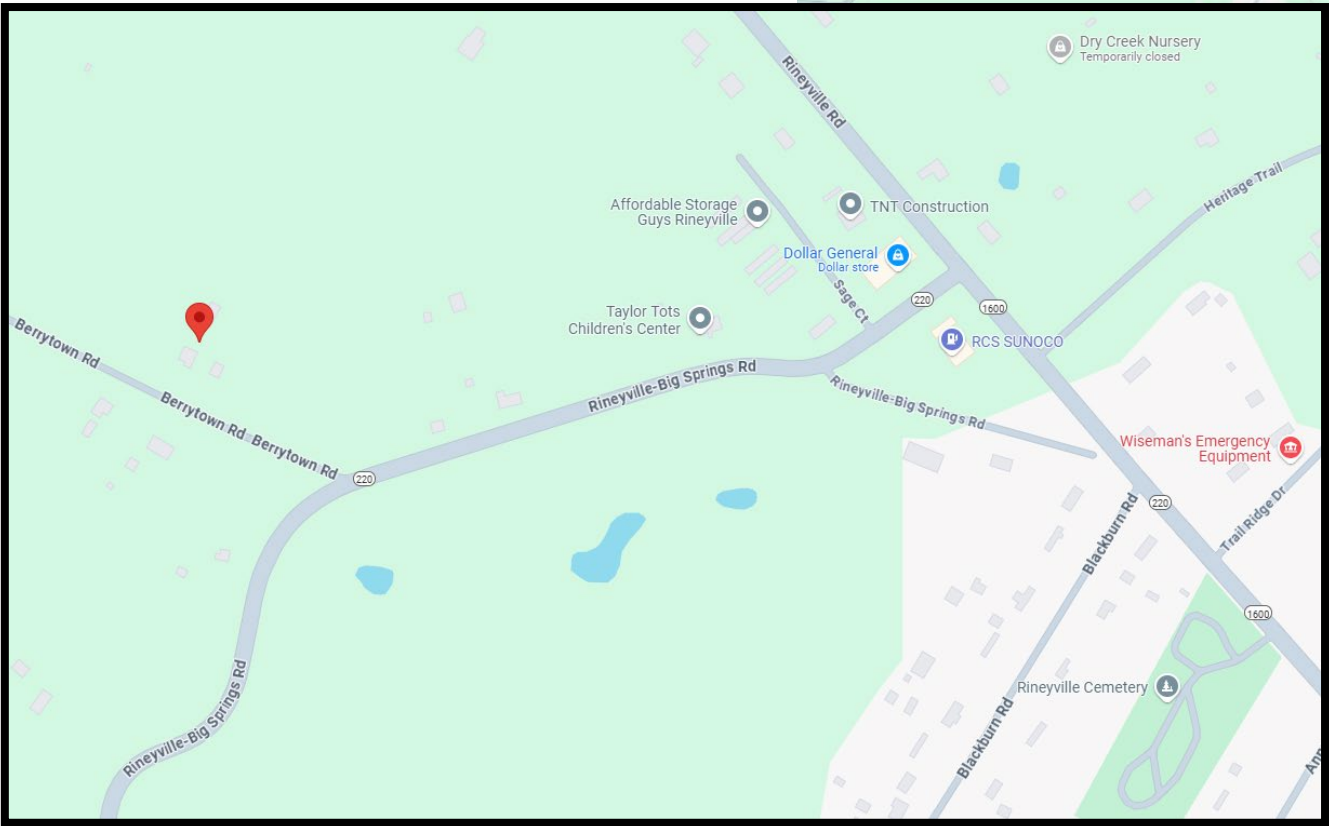 Dry Creek Nursery
Temporarily closed
Rineyville Rd
Heritage Trail
Affordable Storage
Guys Rineyville
TNT Construction
Dollar General
Dollar store
Sage Ct
220
1600
Taylor Tots
Children's Center
RCS SUNOCO
Berrytown Rd
Rineyville-Big Springs Rd
Rineyville-Big Springs Rd
Berrytown Rd
Berrytown Rd
Wiseman's Emergency
Equipment
220
220
Blackburn Rd
Trail Ridge Dr
1600
Rineyville Cemetery
Rineyville-Big Springs Rd
Blackburn Rd